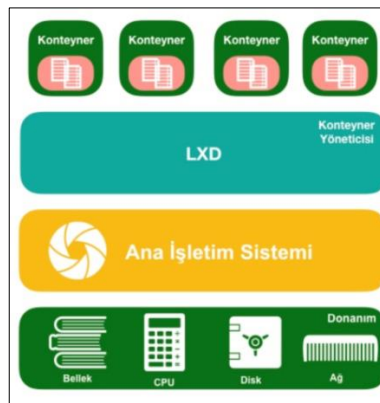 Konteyner Konteyner Konteyner Konteyner
Konteyner
Yöneticisi
LXD
Ana İşletim Sistemi
Donanım
Bellek CPU Disk Ağ